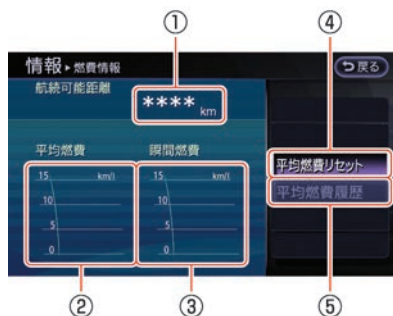 ① ④
情報▸燃費情報 戻る
航続可能距離
**** km
平均燃費 瞬間燃費
平均燃費リセット
平均燃費履歴
15 km/l 15 km/l
10 10
5 5
0 0
② ③ ⑤